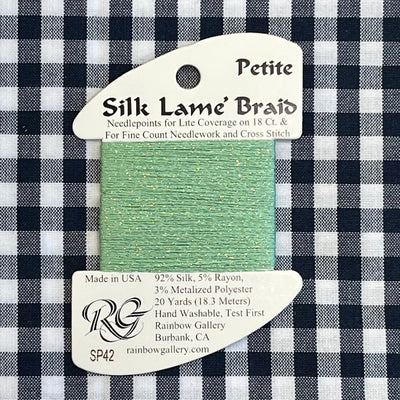 Petite
Silk Lame' Braid
Needlepoints for Lite Coverage on 18 Ct. &
For Fine Count Needlework and Cross Stitch
Made in USA
92% Silk, 5% Rayon,
3% Metalized Polyester
20 Yards (18.3 Meters)
Hand Washable, Test First
Rainbow Gallery
Burbank, CA
rainbowgallery.com
RG
SP42